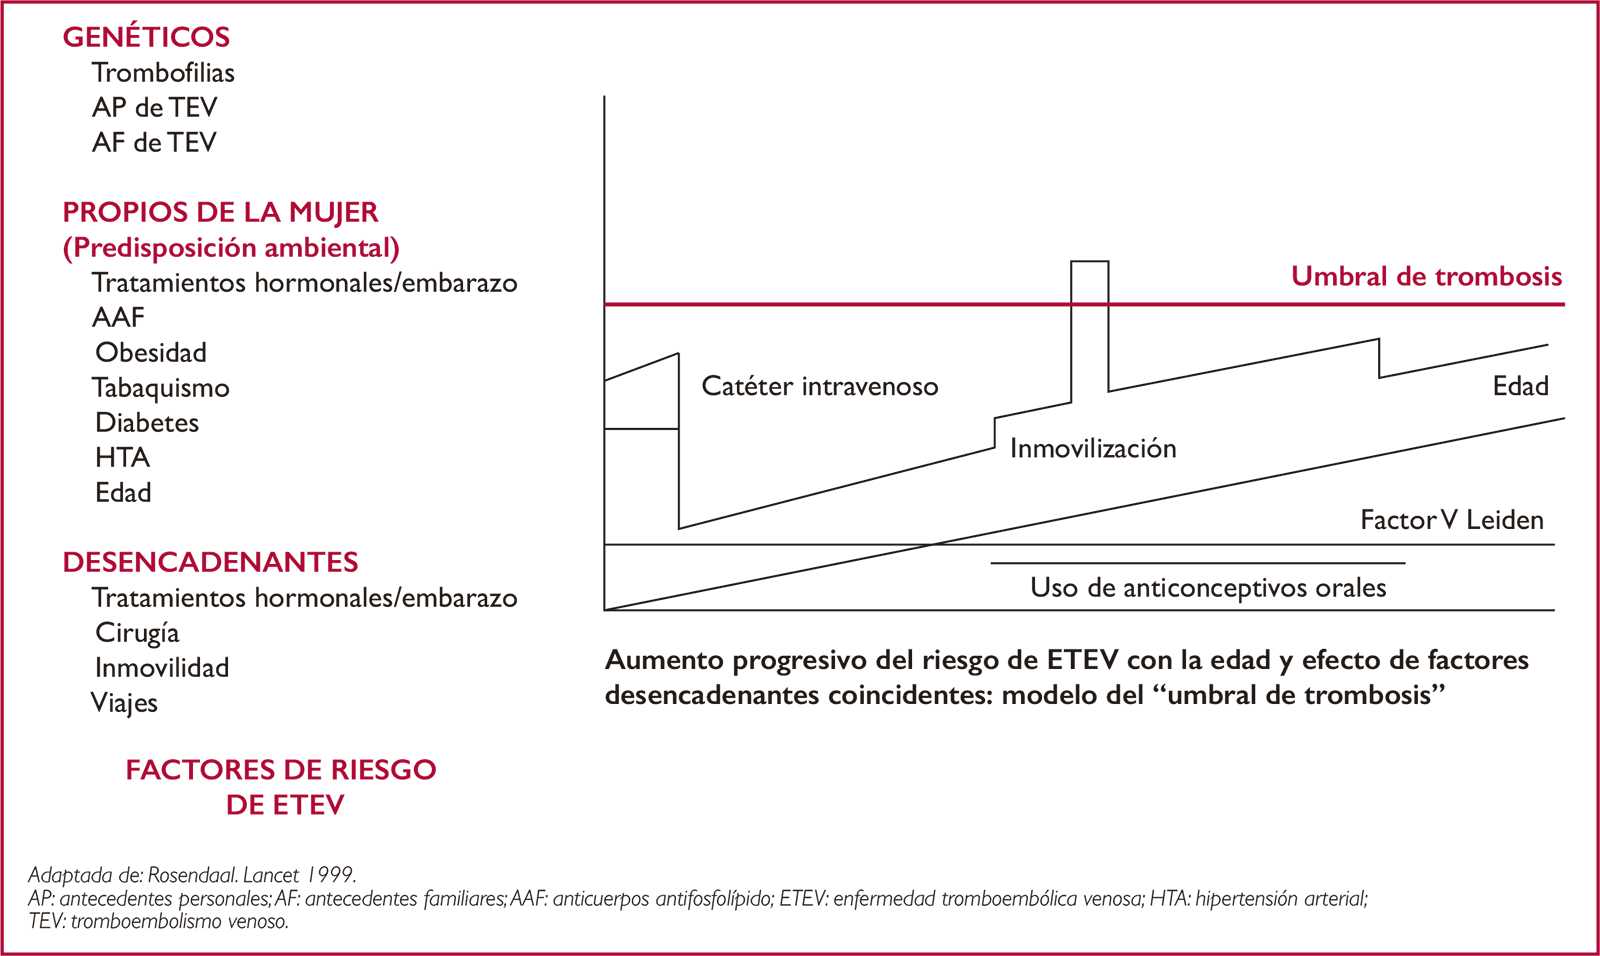 GENÉTICOS
Trombofilias
AP de TEV
AF de TEV
PROPIOS DE LA MUJER
(Predisposición ambiental)
Tratamientos hormonales/embarazo
AAF
Obesidad
Tabaquismo
Diabetes
HTA
Edad
DESENCADENANTES
Tratamientos hormonales/embarazo
Cirugía
Inmovilidad
Viajes
FACTORES DE RIESGO
DE ETEV
Umbral de trombosis
Catéter intravenoso
Edad
Inmovilización
Factor V Leiden
Uso de anticonceptivos orales
Aumento progresivo del riesgo de ETEV con la edad y efecto de factores
desencadenantes coincidentes: modelo del “umbral de trombosis”
Adaptada de: Rosendaal. Lancet 1999.
AP: antecedentes personales; AF: antecedentes familiares; AAF: anticuerpos antifosfolípido; ETEV: enfermedad tromboembólica venosa; HTA: hipertensión arterial;
TEV: tromboembolismo venoso.